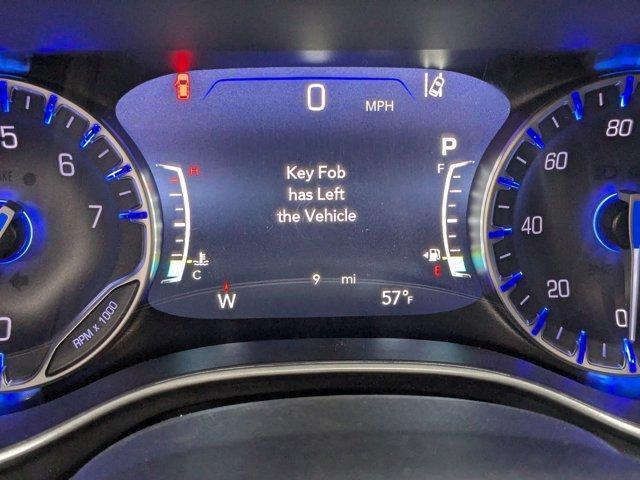 0 MPH
P
Key Fob
has Left
the Vehicle
H
F
C
E
9 mi
W
57°F
5
6
7
0
RPM x 1000
80
60
40
20
0